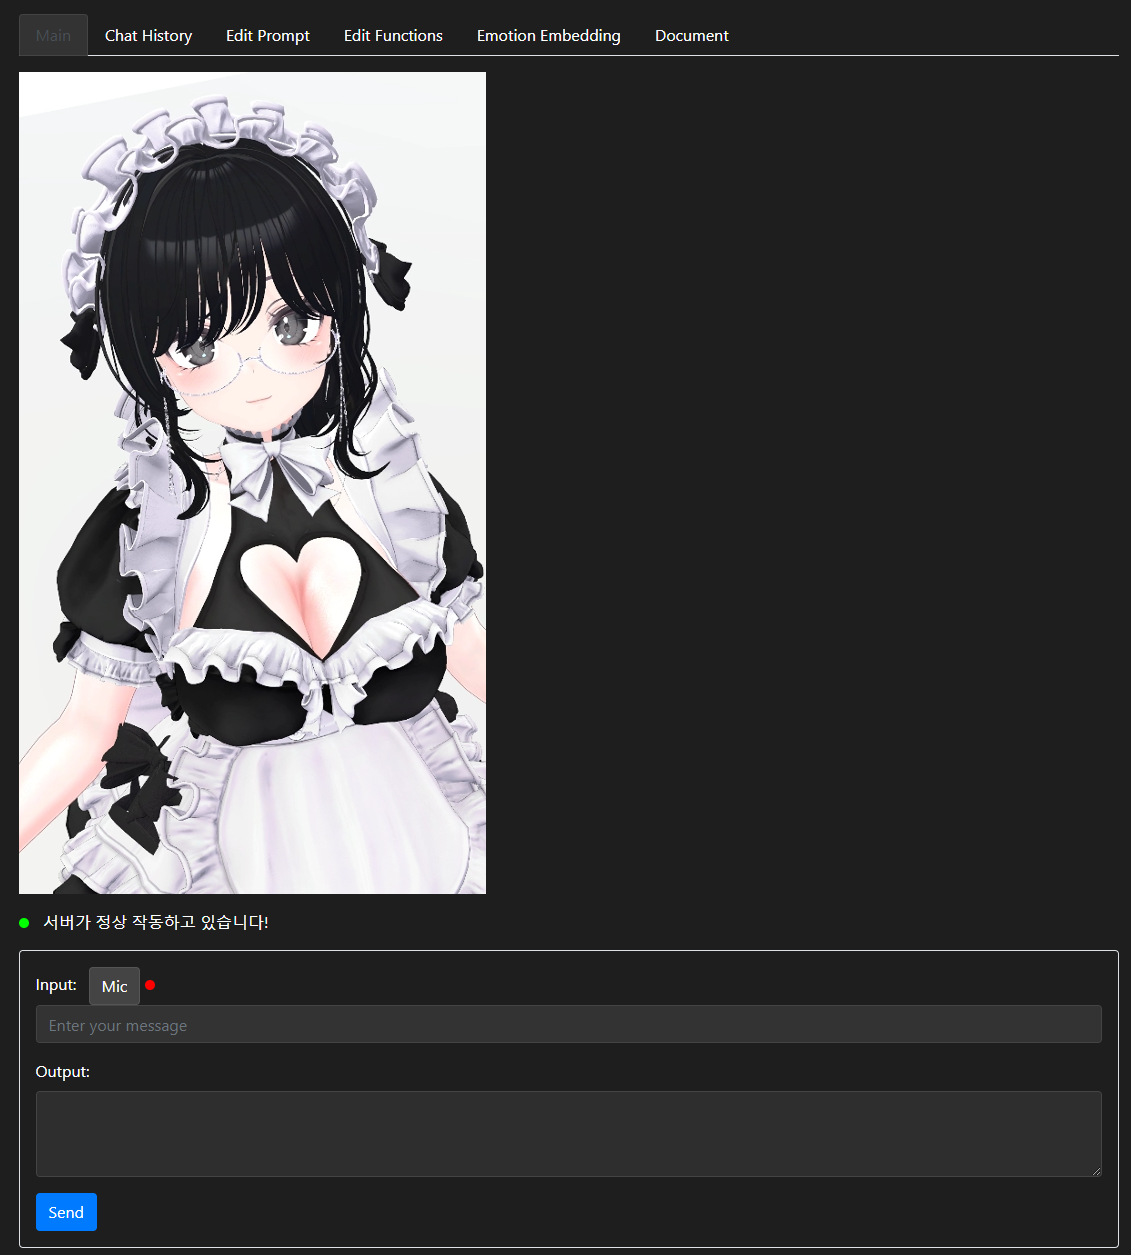 Main Chat History Edit Prompt Edit Functions Emotion Embedding Document
서버가 정상 작동하고 있습니다!
Input: Mic
Enter your message
Output:
Send